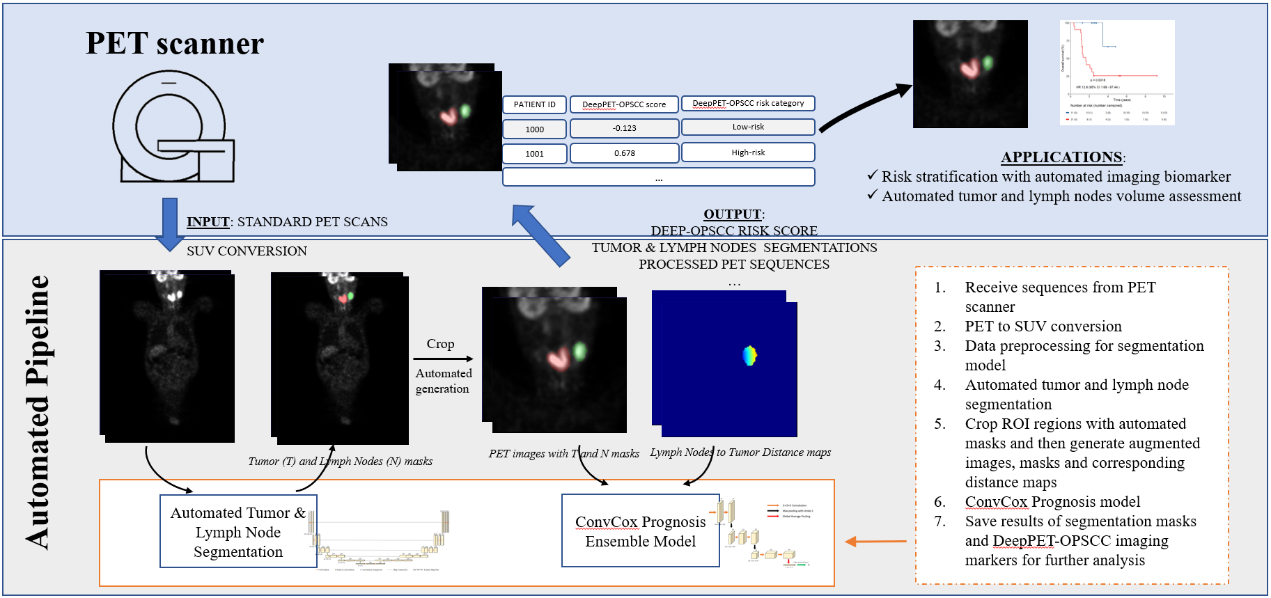 PET scanner
INPUT: STANDARD PET SCANS
SUV CONVERSION
PATIENT ID
DeepPET-OPSCC score
DeepPET-OPSCC risk category
1000
-0.123
Low-risk
1001
0.678
High-risk
...
OUTPUT:
DEEP-OPSCC RISK SCORE
TUMOR & LYMPH NODES SEGMENTATIONS
PROCESSED PET SEQUENCES
...
APPLICATIONS:
✓ Risk stratification with automated imaging biomarker
✓ Automated tumor and lymph nodes volume assessment
Automated Pipeline
Crop
Automated
generation
Tumor (T) and Lymph Nodes (N) masks
PET images with T and N masks
Lymph Nodes to Tumor Distance maps
Automated Tumor &
Lymph Node
Segmentation
ConvCox Prognosis
Ensemble Model
1. Receive sequences from PET
scanner
2. PET to SUV conversion
3. Data preprocessing for segmentation
model
4. Automated tumor and lymph node
segmentation
5. Crop ROI regions with automated
masks and then generate augmented
images, masks and corresponding
distance maps
6. ConvCox Prognosis model
7. Save results of segmentation masks
and DeepPET-OPSCC imaging
markers for further analysis